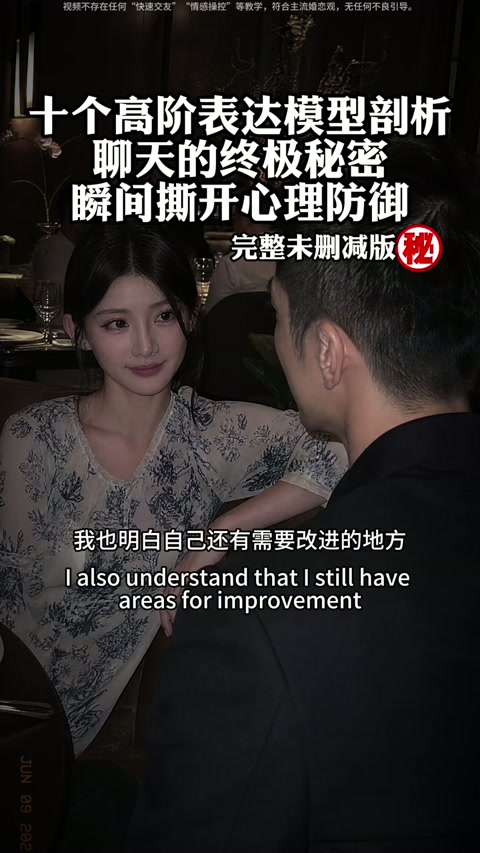 视频不存在任何“快速交友”“情感操控”等教学，符合主流婚恋观，无任何不良引导。
十个高阶表达模型剖析
聊天的终极秘密
瞬间撕开心理防御
完整未删减版 秘
我也明白自己还有需要改进的地方
I also understand that I still have
areas for improvement
JUN 09 202